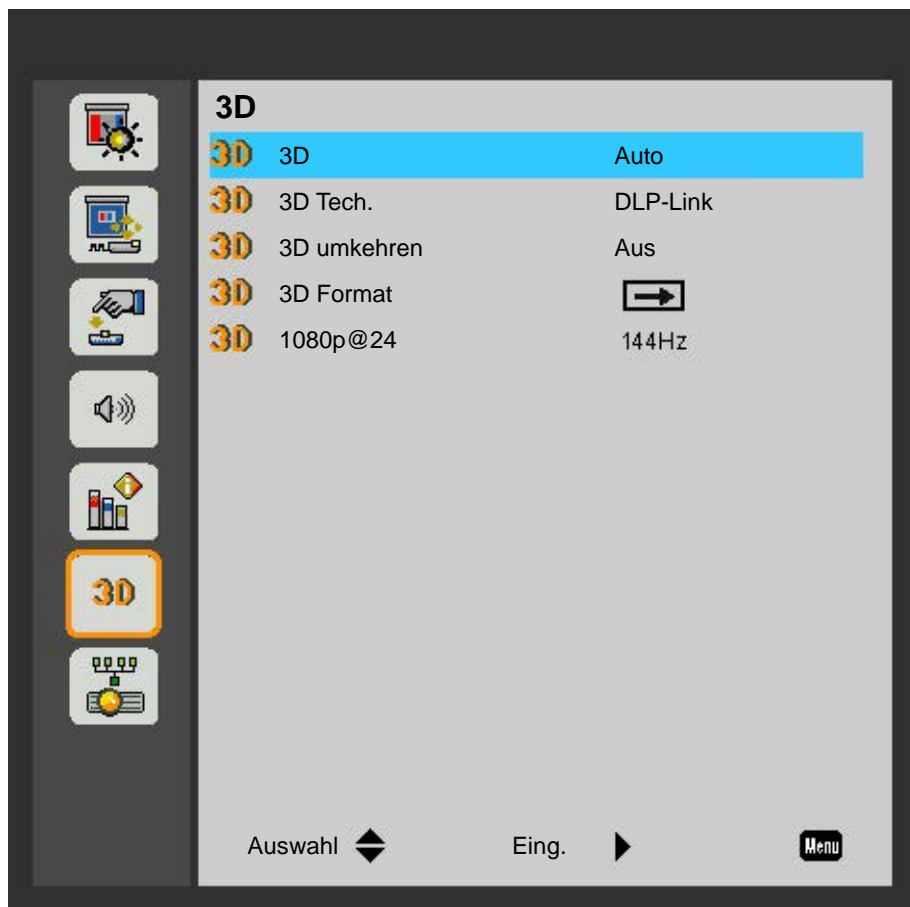 3D
3D 3D Auto
3D 3D Tech. DLP-Link
3D 3D umkehren Aus
3D 3D Format
3D 1080p@24 144Hz
3D
Auswahl Eing. Menu